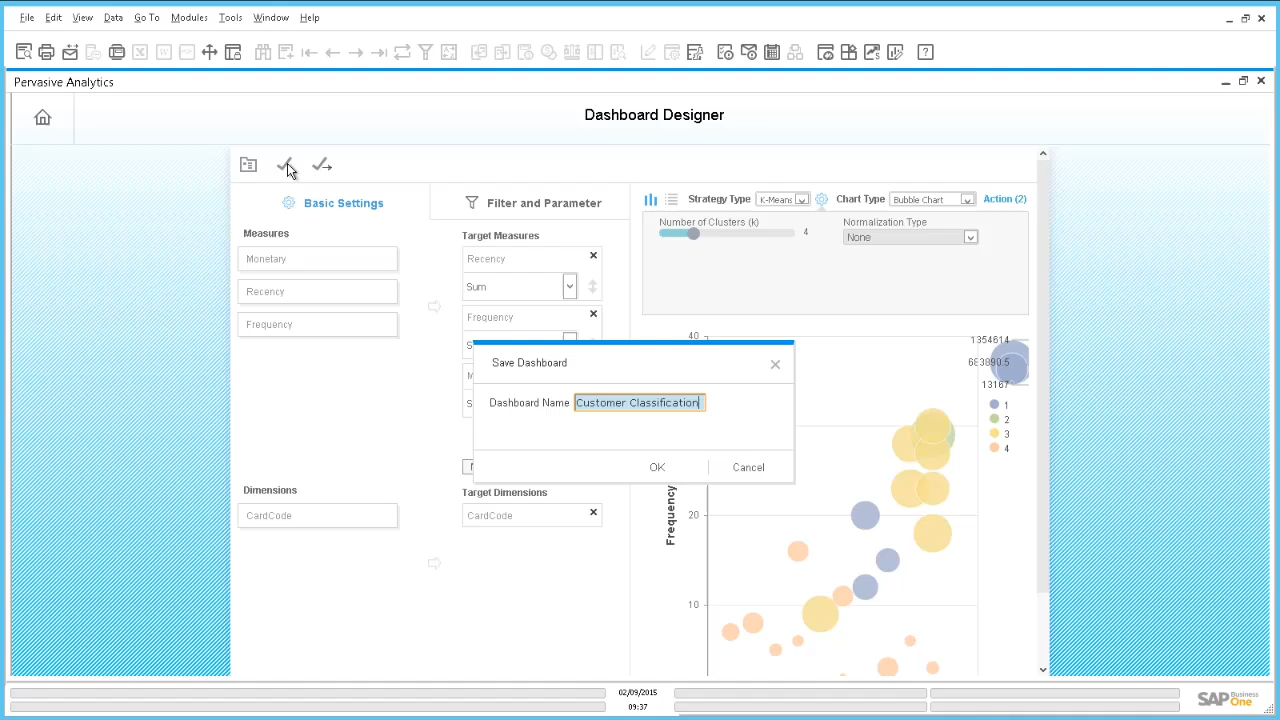 File Edit View Data Go To Modules Tools Window Help
Pervasive Analytics
Dashboard Designer
Basic Settings
Filter and Parameter
Measures
Monetary
Recency
Frequency
Target Measures
Recency
Sum
Frequency
Strategy Type K-Means Chart Type Bubble Chart Action (2)
Number of Clusters (k)
4
Normalization Type
None
Save Dashboard
Dashboard Name Customer Classification
OK Cancel
Dimensions
CardCode
Target Dimensions
CardCode
40
20
10
Frequency
1354614
683890.5
13167
1
2
3
4
02/09/2015
09:37
SAP Business One